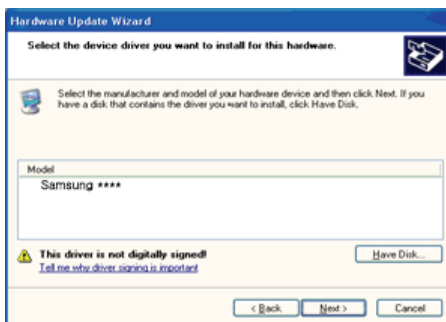 Hardware Update Wizard
Select the device driver you want to install for this hardware.
Select the manufacturer and model of your hardware device and then click Next. If you
have a disk that contains the driver you want to install, click Have Disk.
Model
Samsung ****
This driver is not digitally signed!
Tell me why driver signing is important
Have Disk...
< Back
Next >
Cancel